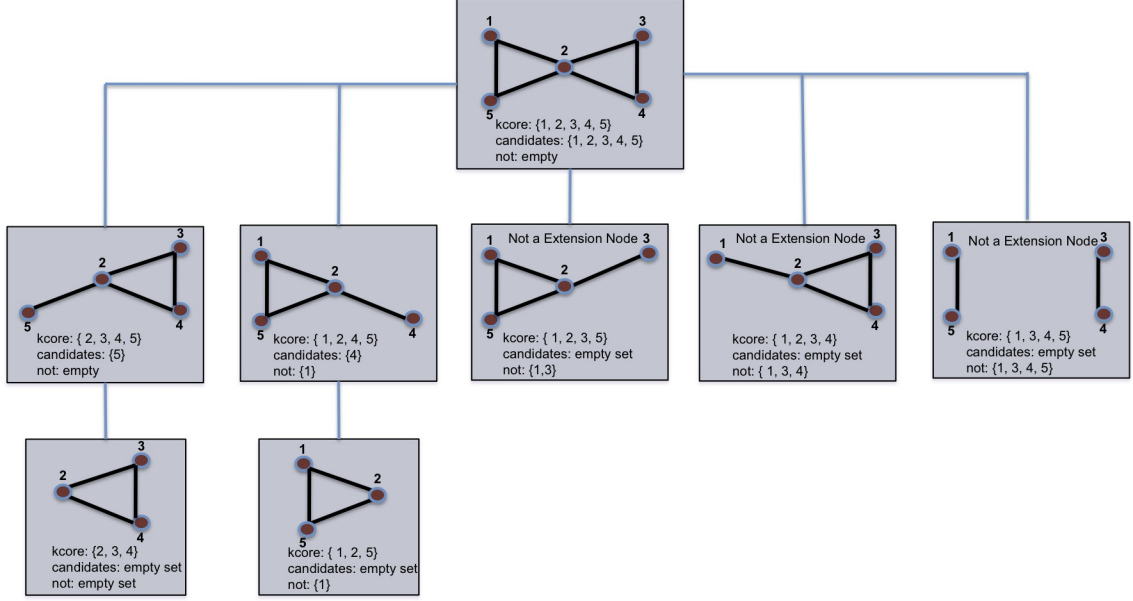 1
3
2
5
4
kcore: {1, 2, 3, 4, 5}
candidates: {1, 2, 3, 4, 5}
not: empty
3
2
5
4
kcore: { 2, 3, 4, 5}
candidates: {5}
not: empty
1
2
5
4
kcore: { 1, 2, 4, 5}
candidates: {4}
not: {1}
Not a Extension Node
1
3
2
5
kcore: { 1, 2, 3, 5}
candidates: empty set
not: {1,3}
Not a Extension Node
1
3
2
4
kcore: { 1, 2, 3, 4}
candidates: empty set
not: { 1, 3, 4}
Not a Extension Node
1
3
5
4
kcore: { 1, 3, 4, 5}
candidates: empty set
not: {1, 3, 4, 5}
3
2
4
kcore: {2, 3, 4}
candidates: empty set
not: empty set
1
2
5
kcore: { 1, 2, 5}
candidates: empty set
not: {1}